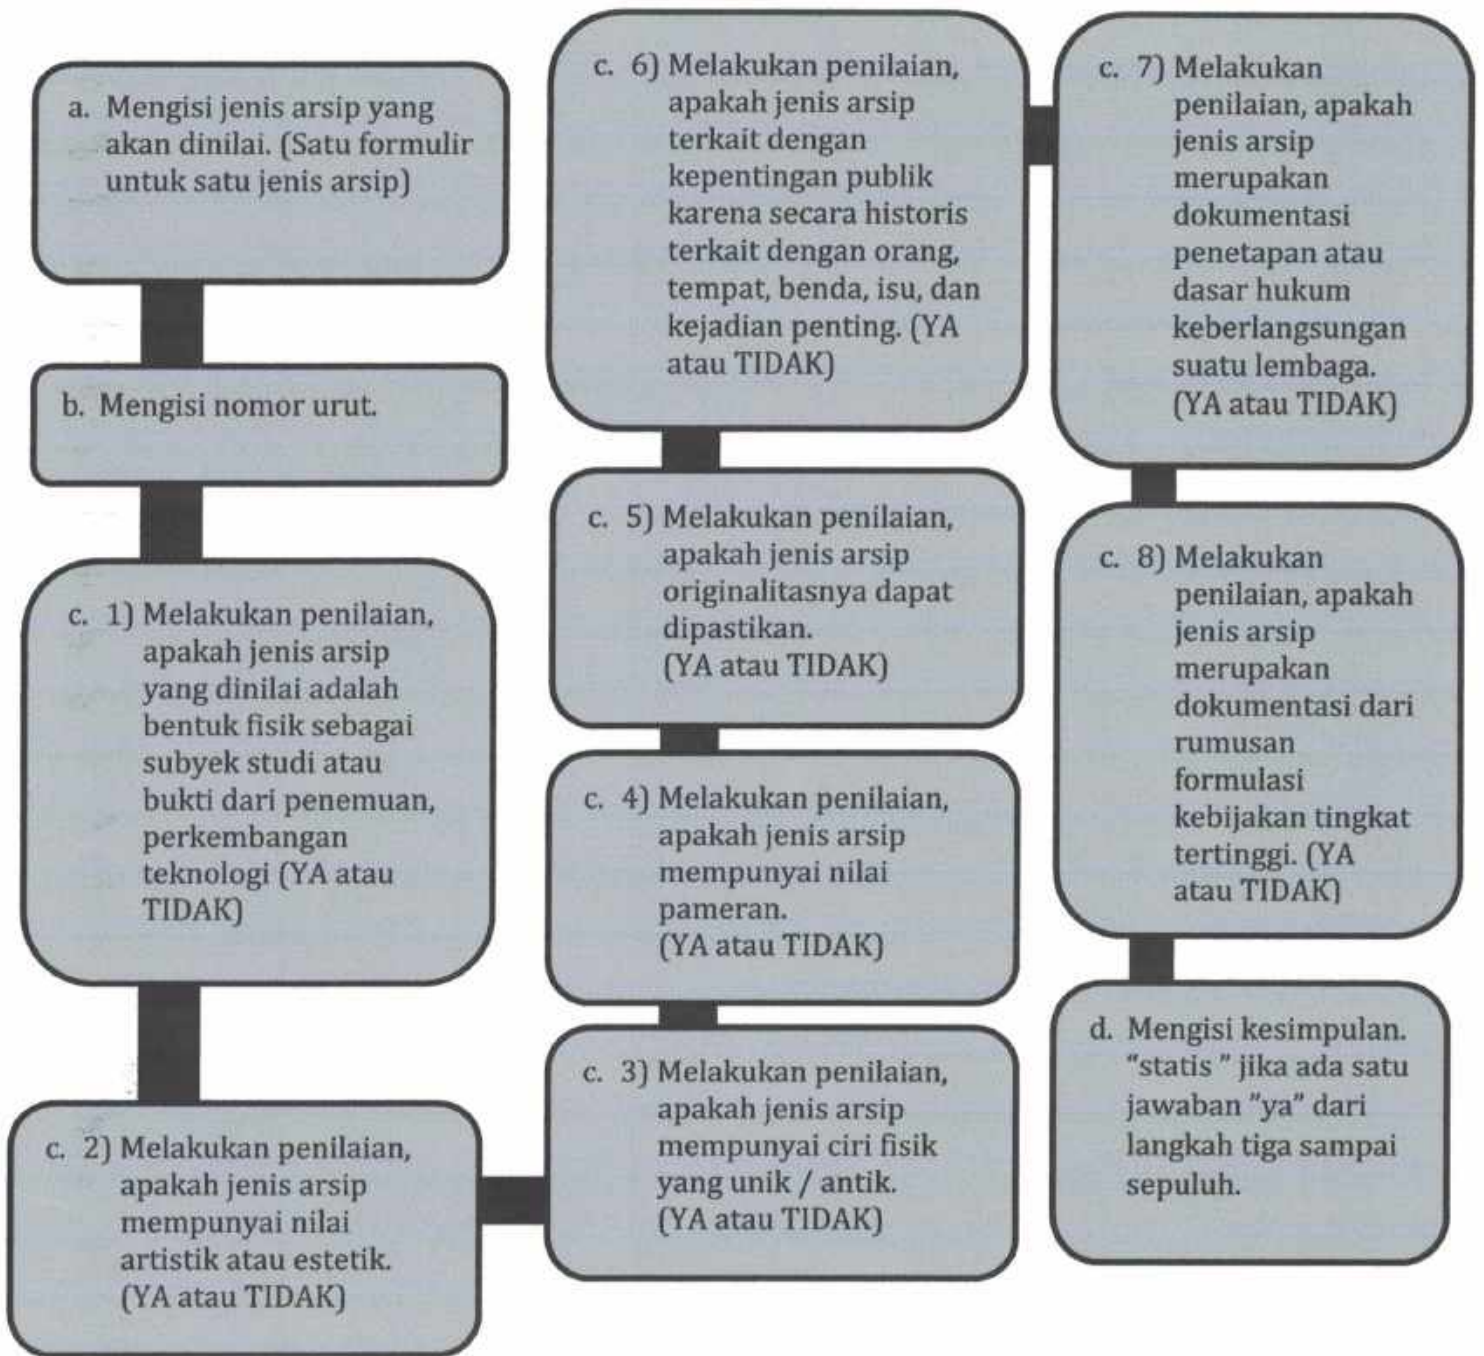 a. Mengisi jenis arsip yang
akan dinilai. (Satu formulir
untuk satu jenis arsip)
b. Mengisi nomor urut.
c. 1) Melakukan penilaian,
apakah jenis arsip
yang dinilai adalah
bentuk fisik sebagai
subyek studi atau
bukti dari penemuan,
perkembangan
teknologi (YA atau
TIDAK)
c. 2) Melakukan penilaian,
apakah jenis arsip
mempunyai nilai
artistik atau estetik.
(YA atau TIDAK)
c. 3) Melakukan penilaian,
apakah jenis arsip
mempunyai ciri fisik
yang unik / antik.
(YA atau TIDAK)
c. 4) Melakukan penilaian,
apakah jenis arsip
mempunyai nilai
pameran.
(YA atau TIDAK)
c. 5) Melakukan penilaian,
apakah jenis arsip
originalitasnya dapat
dipastikan.
(YA atau TIDAK)
c. 6) Melakukan penilaian,
apakah jenis arsip
terkait dengan
kepentingan publik
karena secara historis
terkait dengan orang,
tempat, benda, isu, dan
kejadian penting. (YA
atau TIDAK)
c. 7) Melakukan
penilaian, apakah
jenis arsip
merupakan
dokumentasi
penetapan atau
dasar hukum
keberlangsungan
suatu lembaga.
(YA atau TIDAK)
c. 8) Melakukan
penilaian, apakah
jenis arsip
merupakan
dokumentasi dari
rumusan
formulasi
kebijakan tingkat
tertinggi. (YA
atau TIDAK)
d. Mengisi kesimpulan.
"statis " jika ada satu
jawaban "ya" dari
langkah tiga sampai
sepuluh.